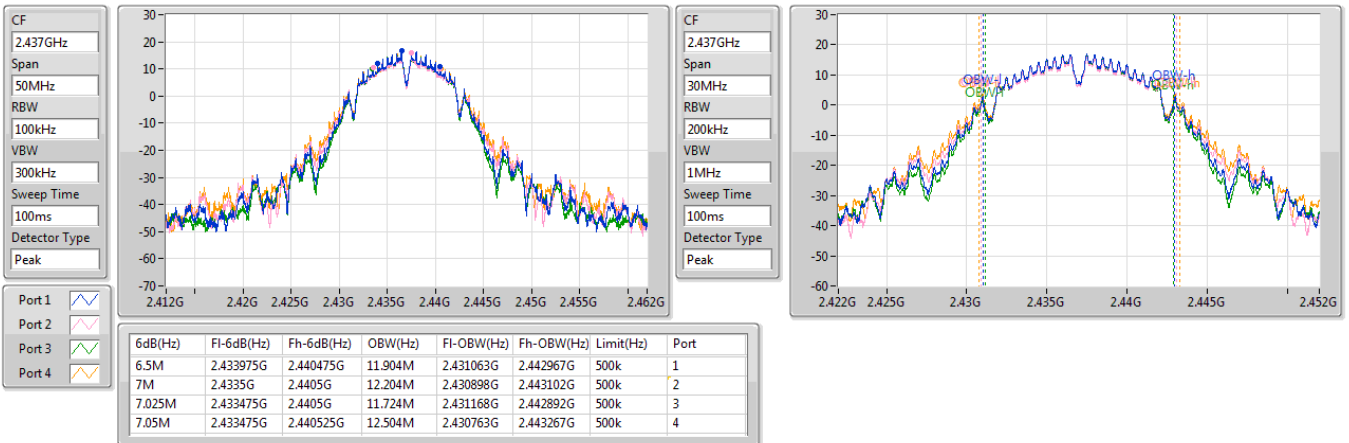 CF
2.437GHz
Span
50MHz
RBW
100kHz
VBW
300kHz
Sweep Time
100ms
Detector Type
Peak
30
20
10
0
-10
-20
-30
-40
-50
-60
-70
2.412G 2.42G 2.425G 2.43G 2.435G 2.44G 2.445G 2.45G 2.455G 2.462G
CF
2.437GHz
Span
30MHz
RBW
200kHz
VBW
1MHz
Sweep Time
100ms
Detector Type
Peak
30
20
10
0
-10
-20
-30
-40
-50
-60
OBW-l OBW-h
2.422G 2.425G 2.43G 2.435G 2.44G 2.445G 2.452G
Port 1
Port 2
Port 3
Port 4
6dB(Hz) Fl-6dB(Hz) Fh-6dB(Hz) OBW(Hz) Fl-OBW(Hz) Fh-OBW(Hz) Limit(Hz) Port
6.5M 2.433975G 2.440475G 11.904M 2.431063G 2.442967G 500k 1
7M 2.4335G 2.4405G 12.204M 2.430898G 2.443102G 500k 2
7.025M 2.433475G 2.4405G 11.724M 2.431168G 2.442892G 500k 3
7.05M 2.433475G 2.440525G 12.504M 2.430763G 2.443267G 500k 4